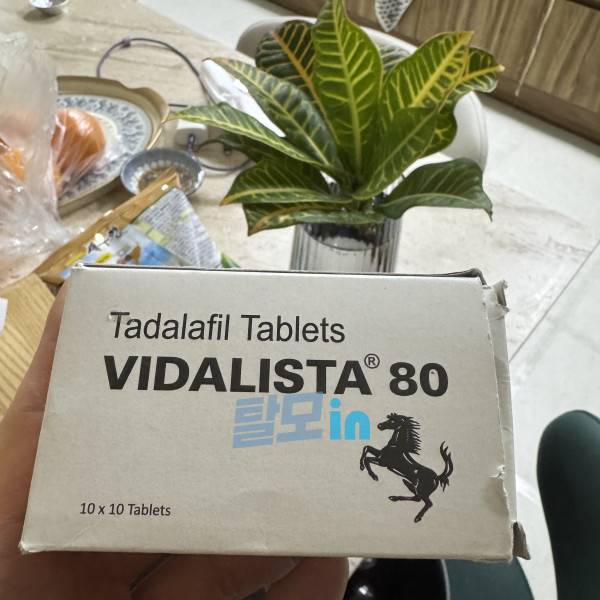 Tadalafil Tablets
VIDALISTA® 80
탈모in
10 x 10 Tablets